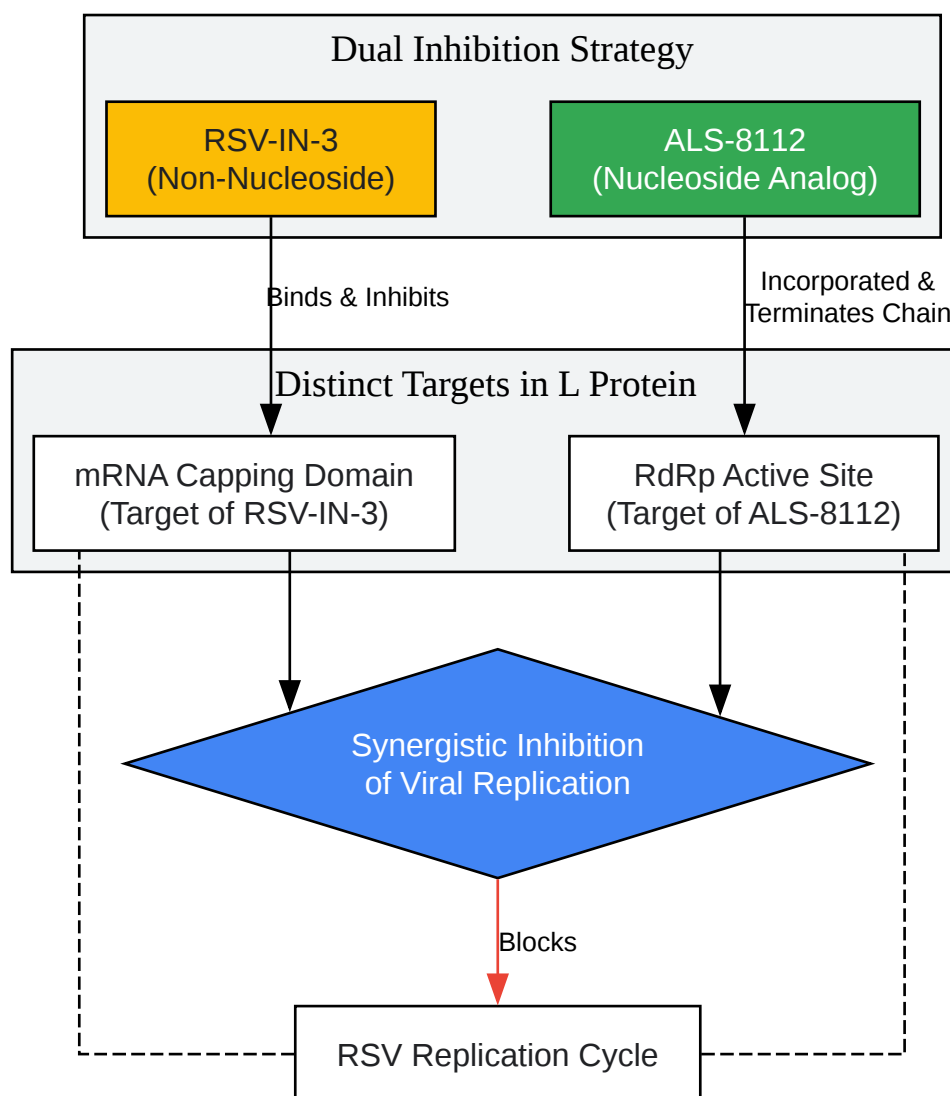 Dual Inhibition Strategy
RSV-IN-3
(Non-Nucleoside)
ALS-8112
(Nucleoside Analog)
Binds & Inhibits
Incorporated &
Terminates Chain
Distinct Targets in L Protein
mRNA Capping Domain
(Target of RSV-IN-3)
RdRp Active Site
(Target of ALS-8112)
Synergistic Inhibition
of Viral Replication
Blocks
RSV Replication Cycle